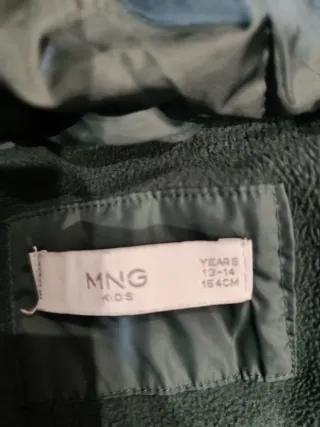 MNG
KIDS
YEARS
13-14
164CM